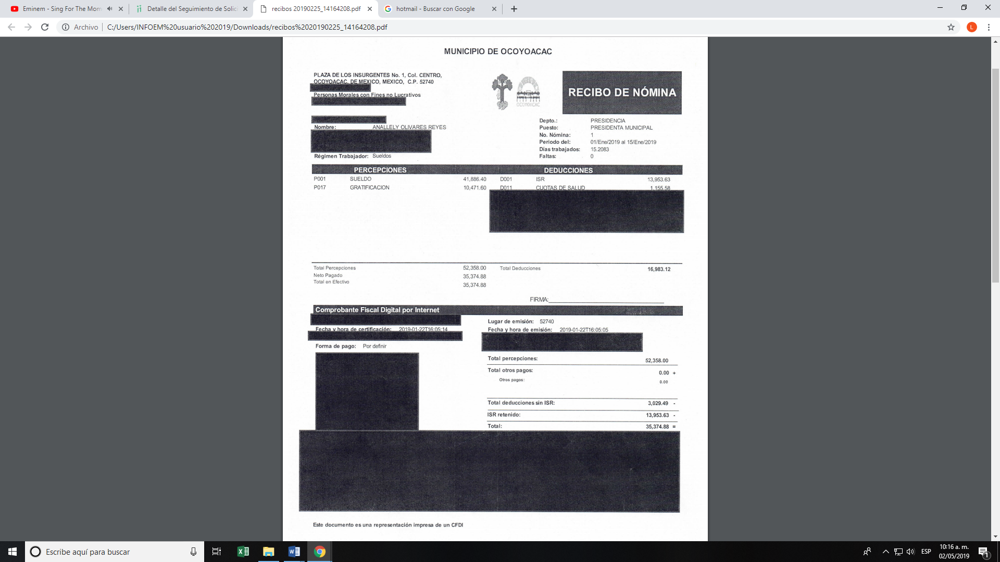 Eminem - Sing For The Mom
Detalle del Seguimiento de Solici
recibos 20190225_14164208.pdf
hotmail - Buscar con Google
Archivo C:/Users/INFOEM%20usuario%202019/Downloads/recibos%2020190225_14164208.pdf
L
MUNICIPIO DE OCOYOACAC
PLAZA DE LOS INSURGENTES No. 1, Col. CENTRO,
OCOYOACAC, DE MEXICO, MEXICO, C.P. 52740
Personas Morales con Fines no Lucrativos
OCOYOACAC
RECIBO DE NÓMINA
Nombre: ANALLELY OLIVARES REYES
Régimen Trabajador: Sueldos
Depto.: PRESIDENCIA
Puesto: PRESIDENTA MUNICIPAL
No. Nómina: 1
Periodo del: 01/Ene/2019 al 15/Ene/2019
Días trabajados: 15.2083
Faltas: 0
PERCEPCIONES DEDUCCIONES
P001 SUELDO 41,886.40 D001 ISR 13,953.63
P017 GRATIFICACION 10,471.60 D011 CUOTAS DE SALUD 1,155.58
Total Percepciones 52,358.00 Total Deducciones 16,983.12
Neto Pagado 35,374.88
Total en Efectivo 35,374.88
FIRMA:
Comprobante Fiscal Digital por Internet
Fecha y hora de certificación: 2019-01-22T16:05:14
Forma de pago: Por definir
Lugar de emisión: 52740
Fecha y hora de emisión: 2019-01-22T16:05:05
Total percepciones: 52,358.00
Total otros pagos: 0.00 +
Otros pagos: 0.00
Total deducciones sin ISR: 3,029.49 -
ISR retenido: 13,953.63 -
Total: 35,374.88 =
Este documento es una representación impresa de un CFDI
Escribe aquí para buscar
ESP
10:16 a. m.
02/05/2019
1